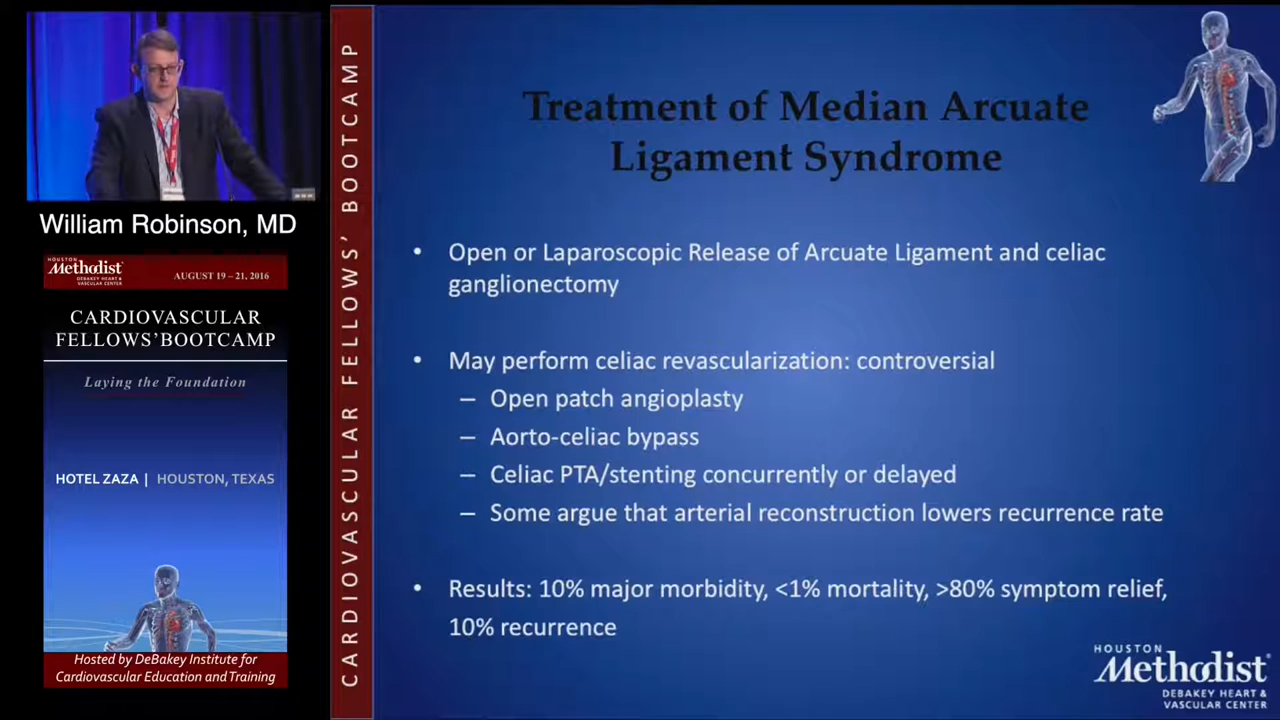 William Robinson, MD
HOUSTON
Methodist
DEBAKEY HEART &
VASCULAR CENTER
AUGUST 19 – 21, 2016
CARDIOVASCULAR
FELLOWS'BOOTCAMP
Laying the Foundation
HOTEL ZAZA | HOUSTON, TEXAS
Hosted by DeBakey Institute for
Cardiovascular Education and Training
CARDIOVASCULAR FELLOWS' BOOTCAMP
Treatment of Median Arcuate
Ligament Syndrome
• Open or Laparoscopic Release of Arcuate Ligament and celiac
ganglionectomy
• May perform celiac revascularization: controversial
– Open patch angioplasty
– Aorto-celiac bypass
– Celiac PTA/stenting concurrently or delayed
– Some argue that arterial reconstruction lowers recurrence rate
• Results: 10% major morbidity, <1% mortality, >80% symptom relief,
10% recurrence
HOUSTON
Methodist
DEBAKEY HEART &
VASCULAR CENTER